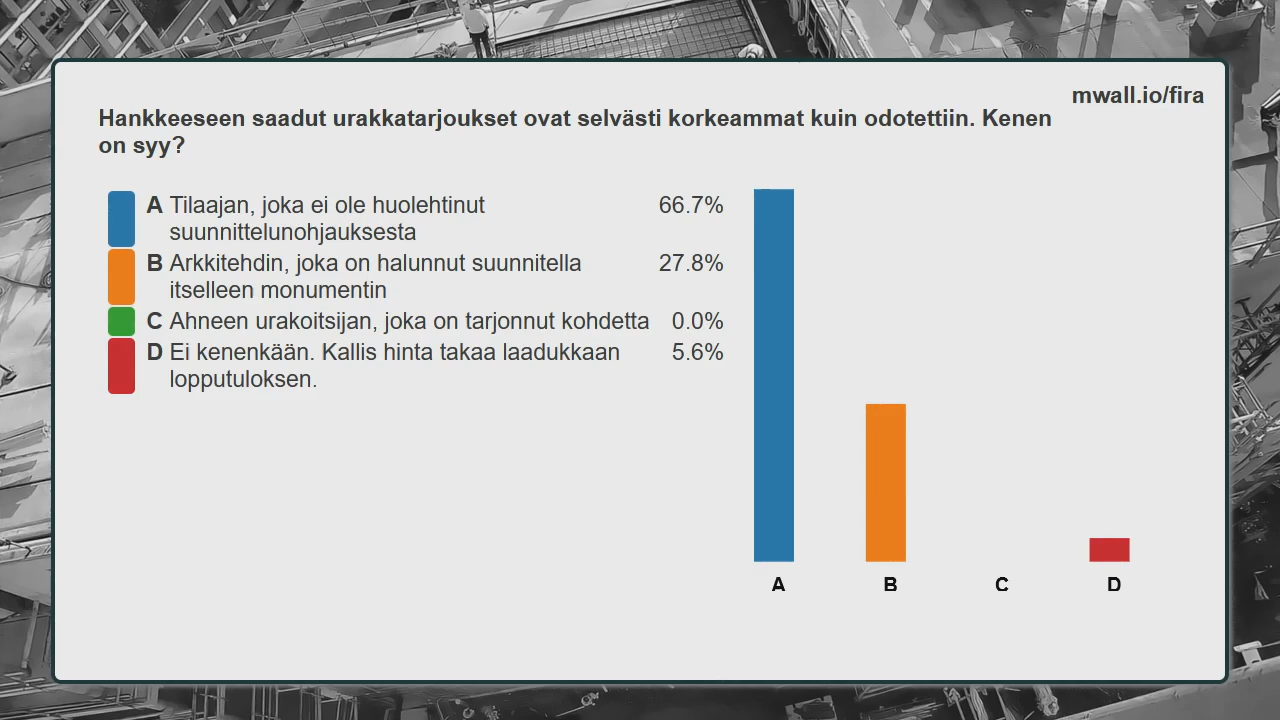 mwall.io/fira
Hankkeeseen saadut urakkatarjoukset ovat selvästi korkeammat kuin odotettiin. Kenen
on syy?
A Tilaajan, joka ei ole huolehtinut 66.7%
suunnittelunohjauksesta
B Arkkitehdin, joka on halunnut suunnitella 27.8%
itselleen monumentin
C Ahneen urakoitsijan, joka on tarjonnut kohdetta 0.0%
D Ei kenenkään. Kallis hinta takaa laadukkaan 5.6%
lopputuloksen.
A B C D